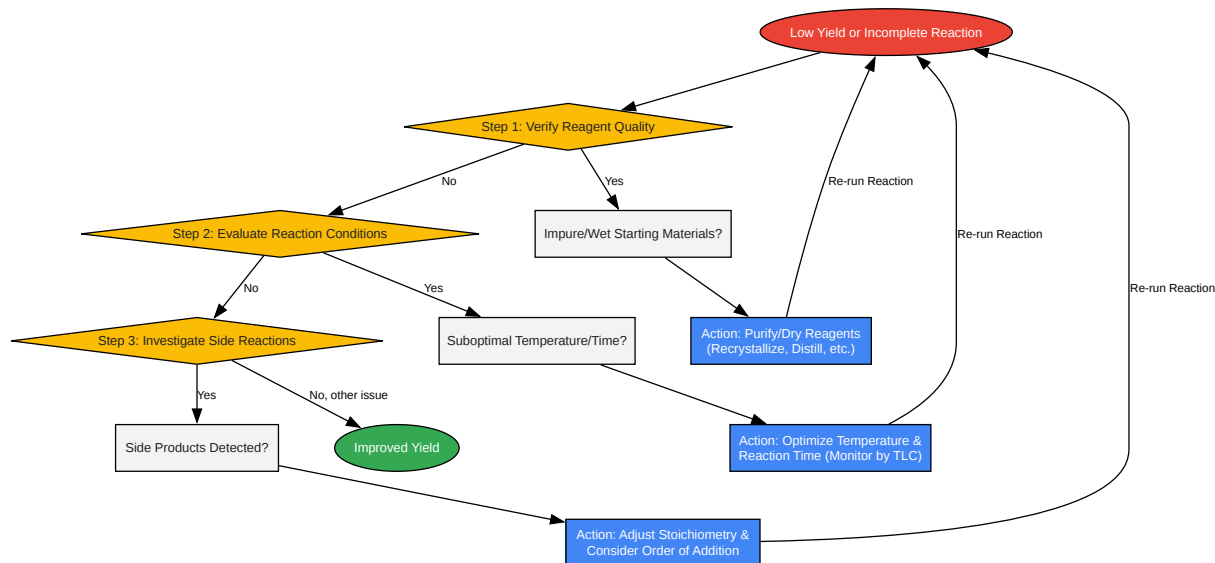 Low Yield or Incomplete Reaction
Step 1: Verify Reagent Quality
No
Yes
Re-run Reaction
Step 2: Evaluate Reaction Conditions
Impure/Wet Starting Materials?
Re-run Reaction
No
Yes
Re-run Reaction
Step 3: Investigate Side Reactions
Suboptimal Temperature/Time?
Action: Purify/Dry Reagents
(Recrystallize, Distill, etc.)
Yes
No, other issue
Side Products Detected?
Improved Yield
Action: Optimize Temperature &
Reaction Time (Monitor by TLC)
Action: Adjust Stoichiometry &
Consider Order of Addition